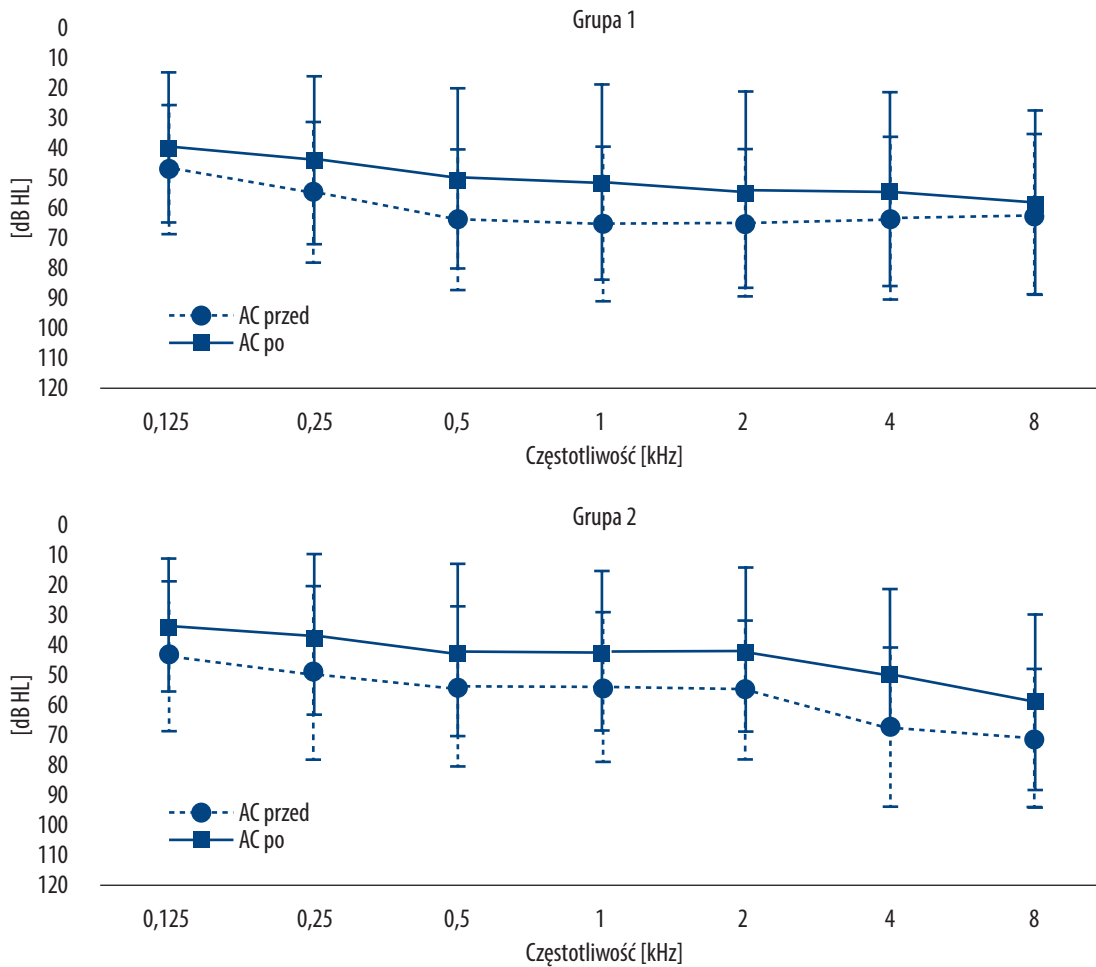 Grupa 1
0
10
20
30
40
50
60
70
80
90
100
110
120
[dB HL]
AC przed
AC po
0,125 0,25 0,5 1 2 4 8
Częstotliwość [kHz]
Grupa 2
0
10
20
30
40
50
60
70
80
90
100
110
120
[dB HL]
AC przed
AC po
0,125 0,25 0,5 1 2 4 8
Częstotliwość [kHz]